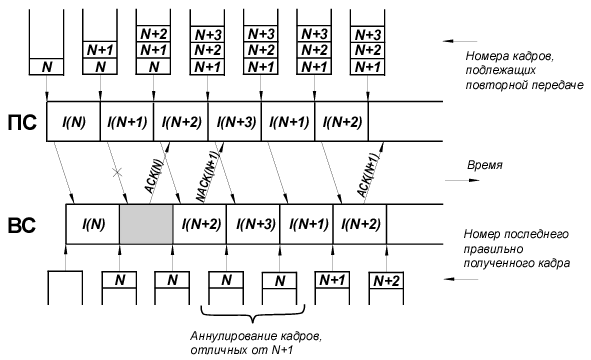 N+2 N+3 N+3 N+3 N+3
N+1 N+1 N+2 N+2 N+2 N+2
N N N N+1 N+1 N+1 N+1
Номера кадров,
подлежащих
повторной передаче
ПС I(N) I(N+1) I(N+2) I(N+3) I(N+1) I(N+2)
ACK(N) NACK(N+1) ACK(N+1)
Время
ВС I(N) I(N+2) I(N+3) I(N+1) I(N+2)
Номер последнего
правильно
полученного кадра
N N N N N+1 N+2
Аннулирование кадров,
отличных от N+1